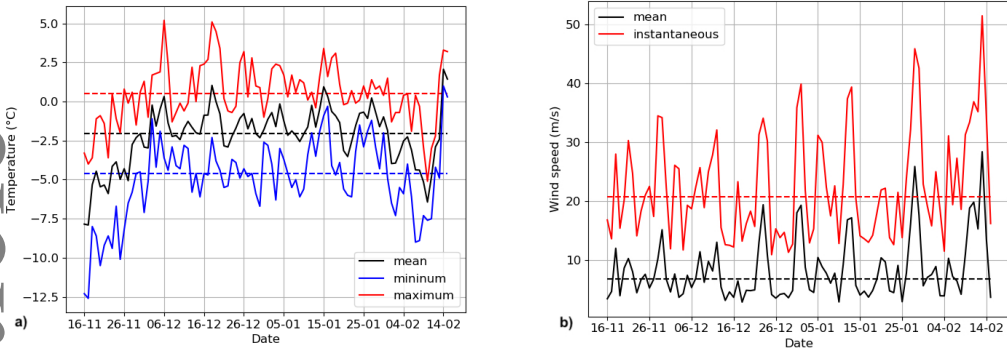 5.0
2.5
0.0
−2.5
−5.0
−7.5
−10.0
−12.5
Temperature (°C)
16-11 26-11 06-12 16-12 26-12 05-01 15-01 25-01 04-02 14-02
Date
mean
mininum
maximum
a)
50
40
30
20
10
Wind speed (m/s)
16-11 26-11 06-12 16-12 26-12 05-01 15-01 25-01 04-02 14-02
Date
mean
instantaneous
b)